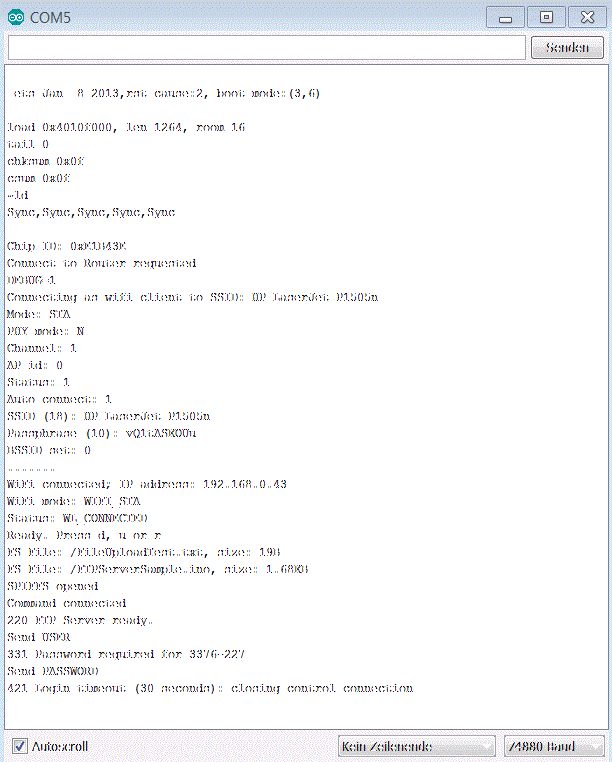 COM5
Senden
ets Jan 8 2013,rst cause:2, boot mode:(3,6)
load 0x4010f000, len 1264, room 16
tail 0
chksum 0x0f
csum 0x0f
~ld
Sync,Sync,Sync,Sync,Sync
Chip ID:
Connect to Router requested
DEBUG 4
Connecting as wifi client to SSID: HP LaserJet P1505n
Mode: STA
PHY mode: N
Channel: 1
AP id: 0
Status: 1
Auto connect: 1
SSID (18): HP LaserJet P1505n
Passphrase (10):
BSSID set: 0
WiFi connected; IP address: 192.168.0.43
WiFi mode: WIFI_STA
Status: WL_CONNECTED
Ready. Press d, u or r
FS File: /FileUploadTest.txt, size: 19B
FS File: /FTPServerSample.ino, size: 1.68KB
SPIFFS opened
Command connected
220 FTP Server ready.
Send USER
331 Password required for 3376-227
Send PASSWORD
421 Login timeout (30 seconds): closing control connection
Autoscroll
Kein Zeilenende
74880 Baud